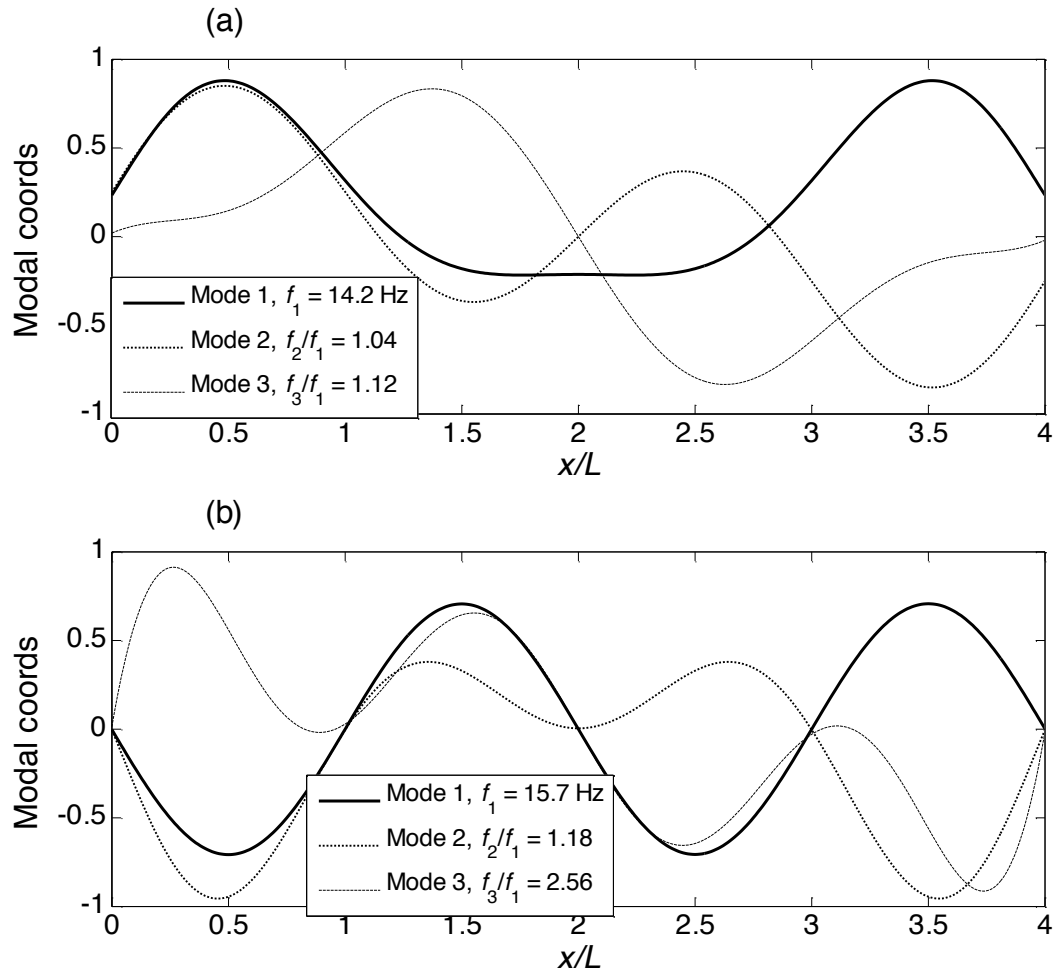 (a)
1
0.5
0
-0.5
-1
Modal coords
Mode 1, f1 = 14.2 Hz
Mode 2, f2/f1 = 1.04
Mode 3, f3/f1 = 1.12
0 0.5 1 1.5 2 2.5 3 3.5 4
x/L
(b)
1
0.5
0
-0.5
-1
Modal coords
Mode 1, f1 = 15.7 Hz
Mode 2, f2/f1 = 1.18
Mode 3, f3/f1 = 2.56
0 0.5 1 1.5 2 2.5 3 3.5 4
x/L